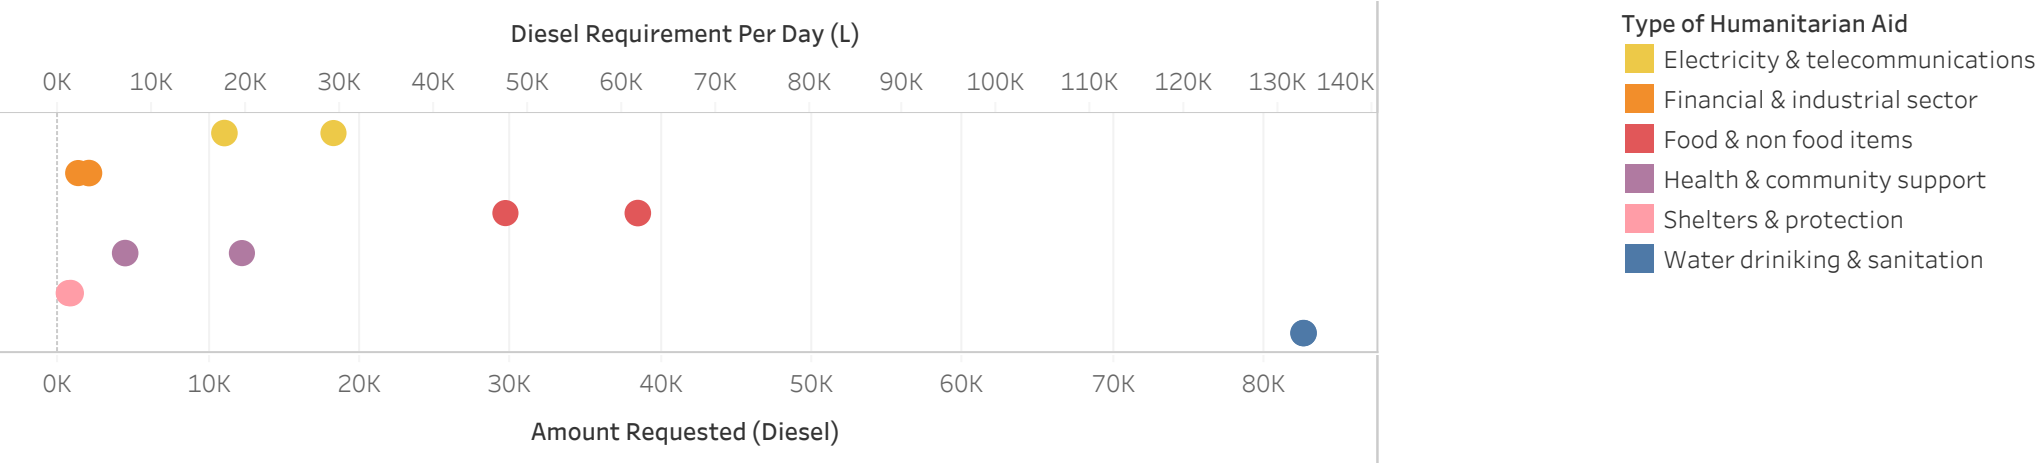 Diesel Requirement Per Day (L)
0K 10K 20K 30K 40K 50K 60K 70K 80K 90K 100K 110K 120K 130K 140K
0K 10K 20K 30K 40K 50K 60K 70K 80K
Amount Requested (Diesel)
Type of Humanitarian Aid
Electricity & telecommunications
Financial & industrial sector
Food & non food items
Health & community support
Shelters & protection
Water driniking & sanitation